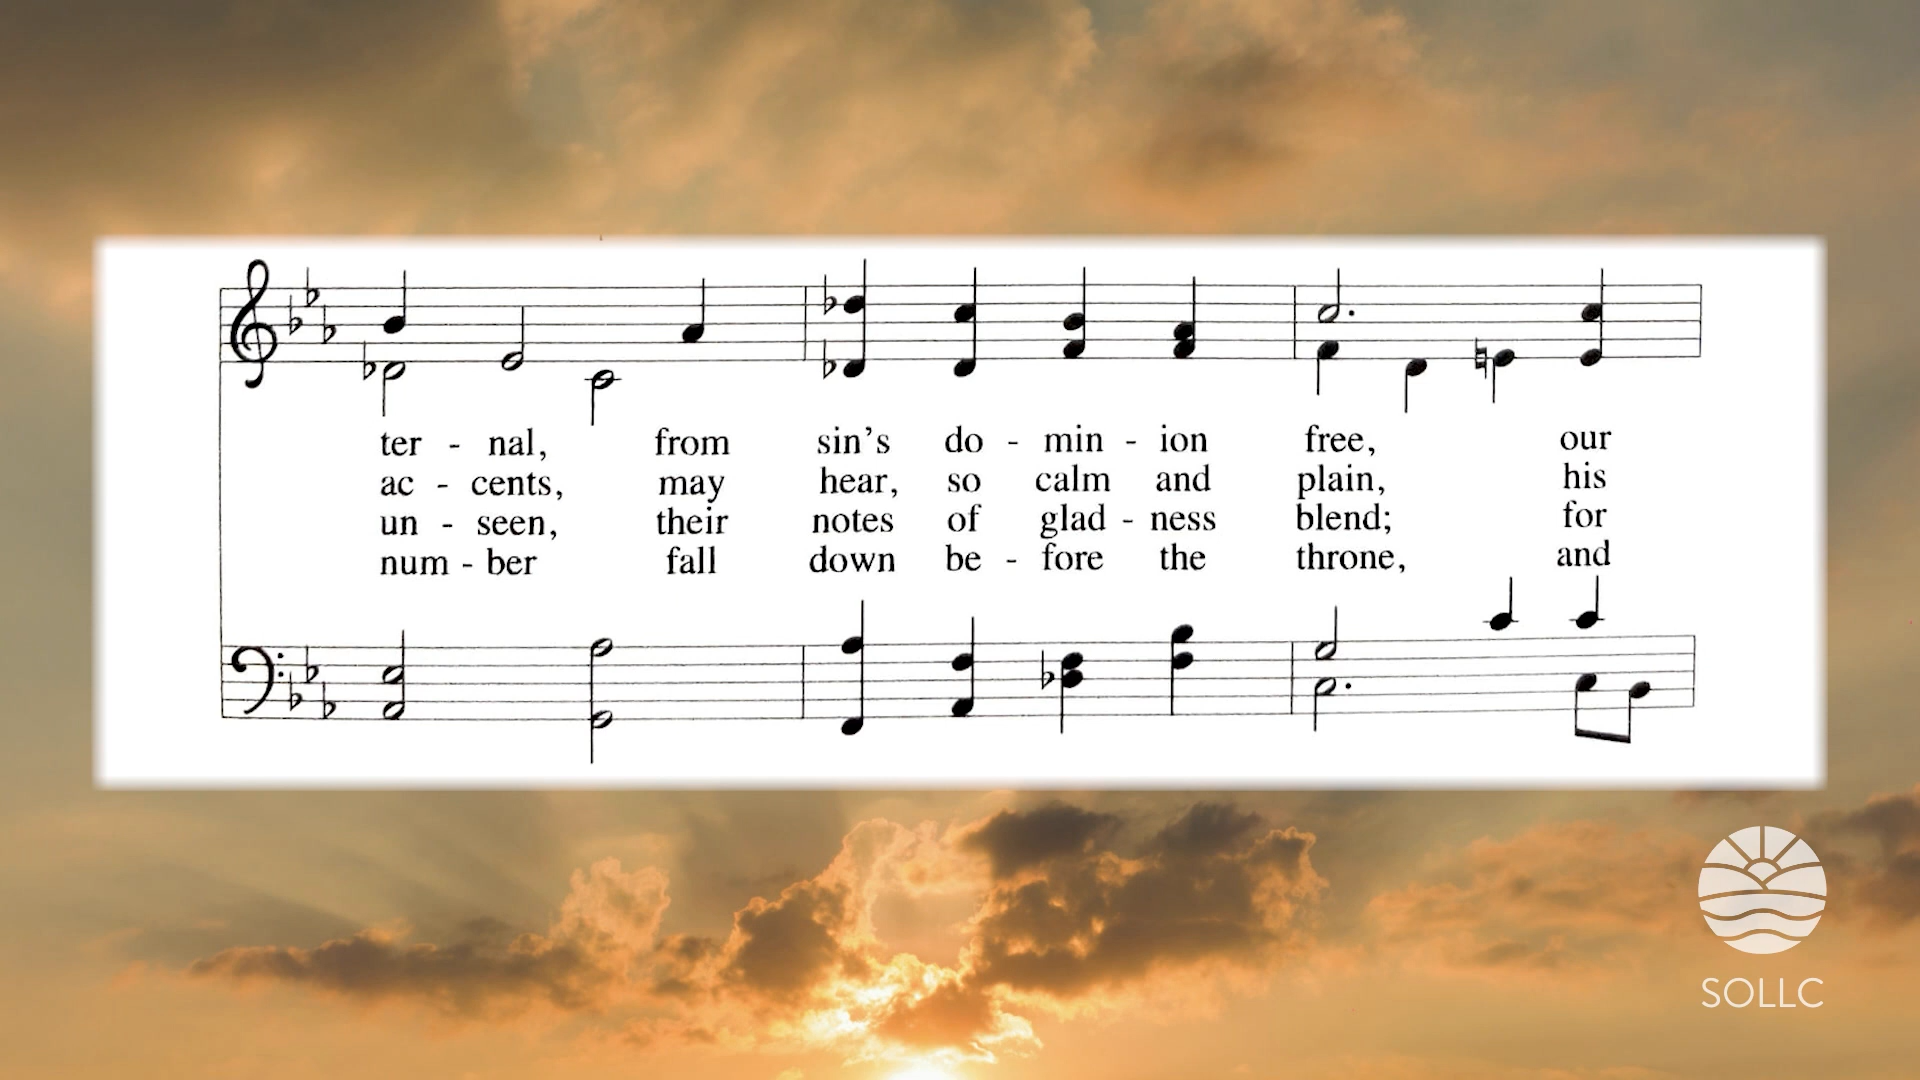 ter - nal, from sin's do - min - ion free, our
ac - cents, may hear, so calm and plain, his
un - seen, their notes of glad - ness blend; for
num - ber fall down be - fore the throne, and
SOLLC